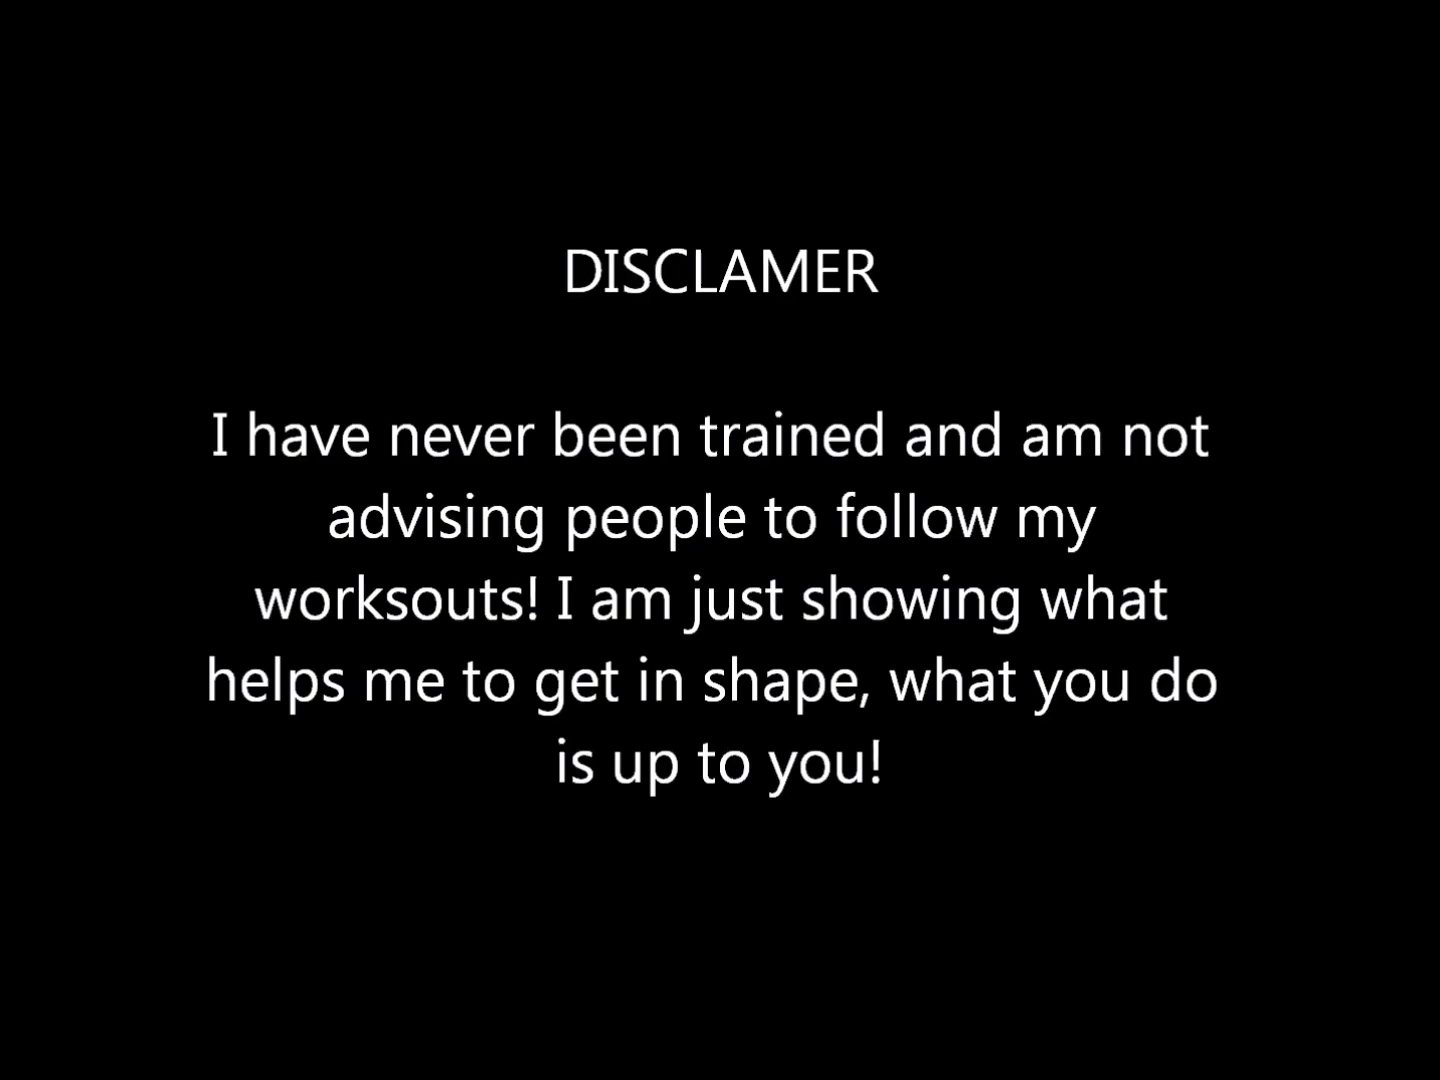 DISCLAMER
I have never been trained and am not
advising people to follow my
worksouts! I am just showing what
helps me to get in shape, what you do
is up to you!